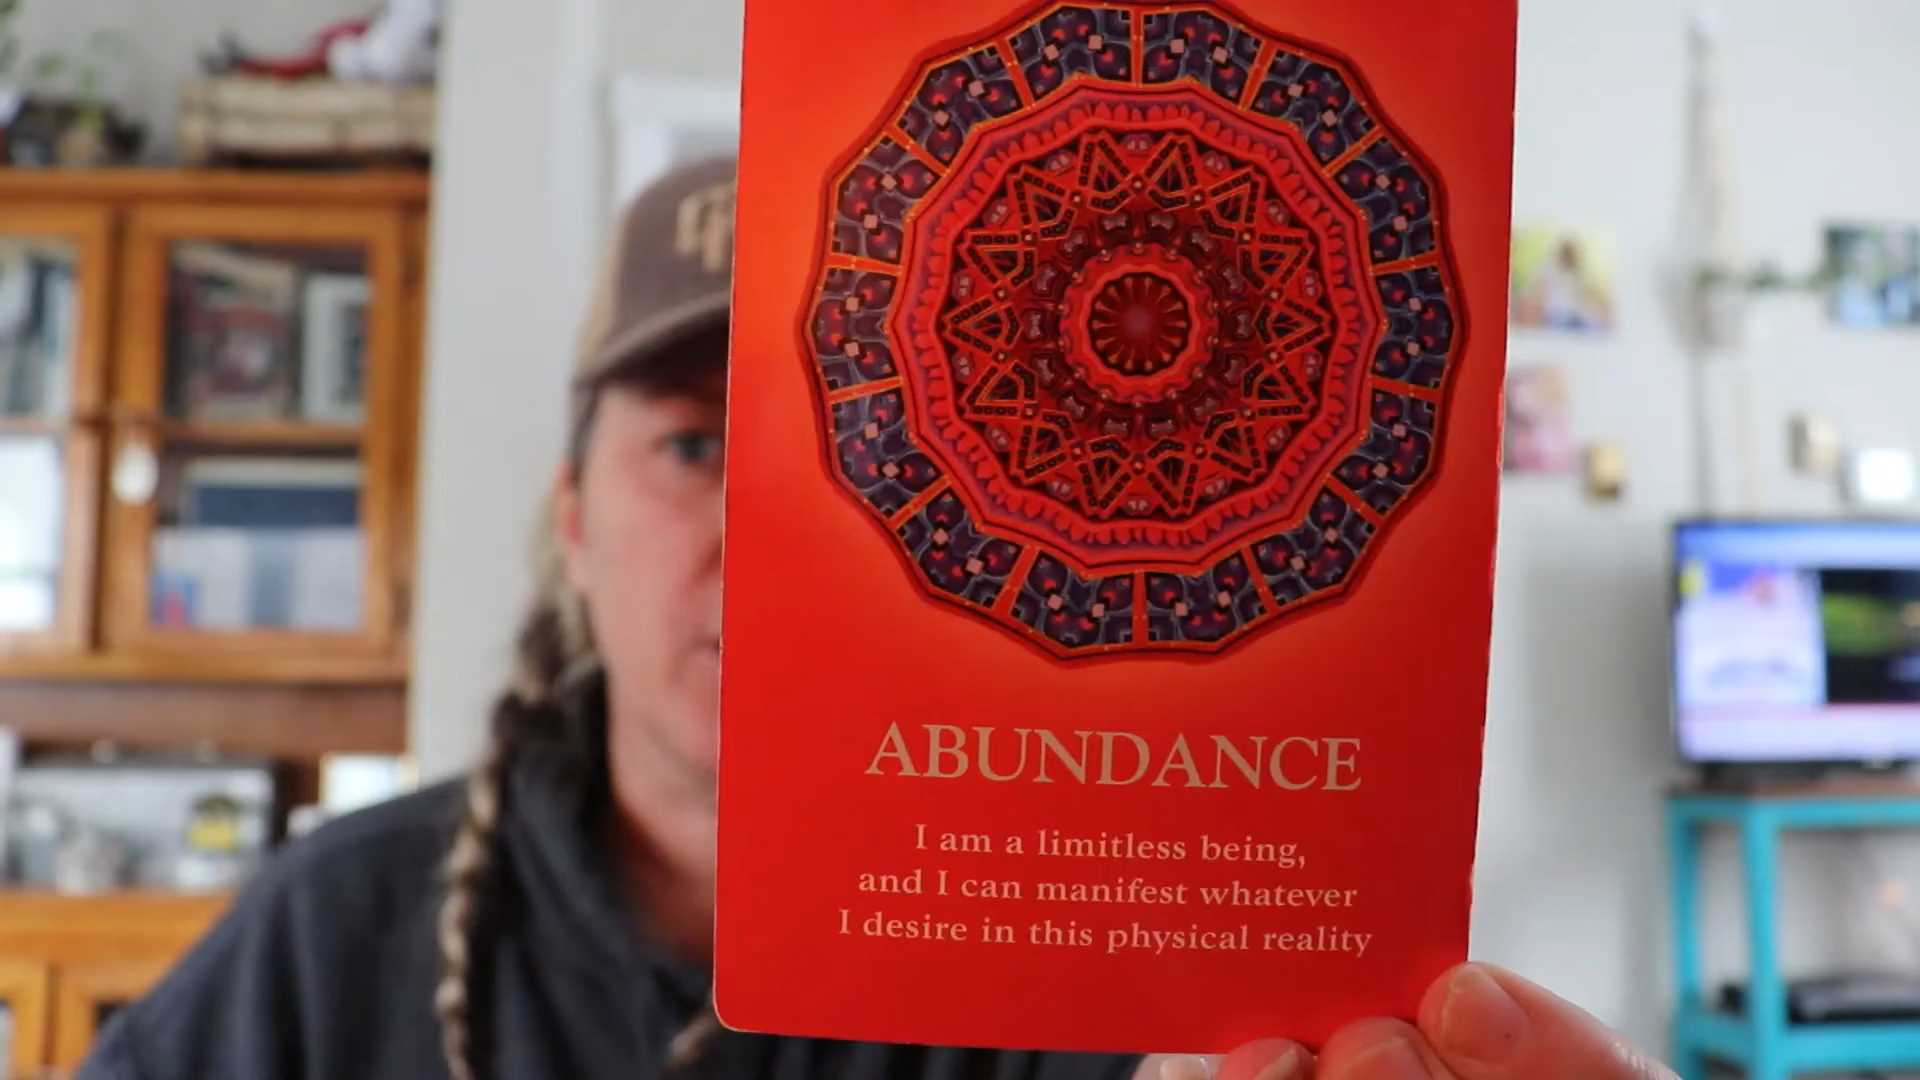 ABUNDANCE
I am a limitless being,
and I can manifest whatever
I desire in this physical reality